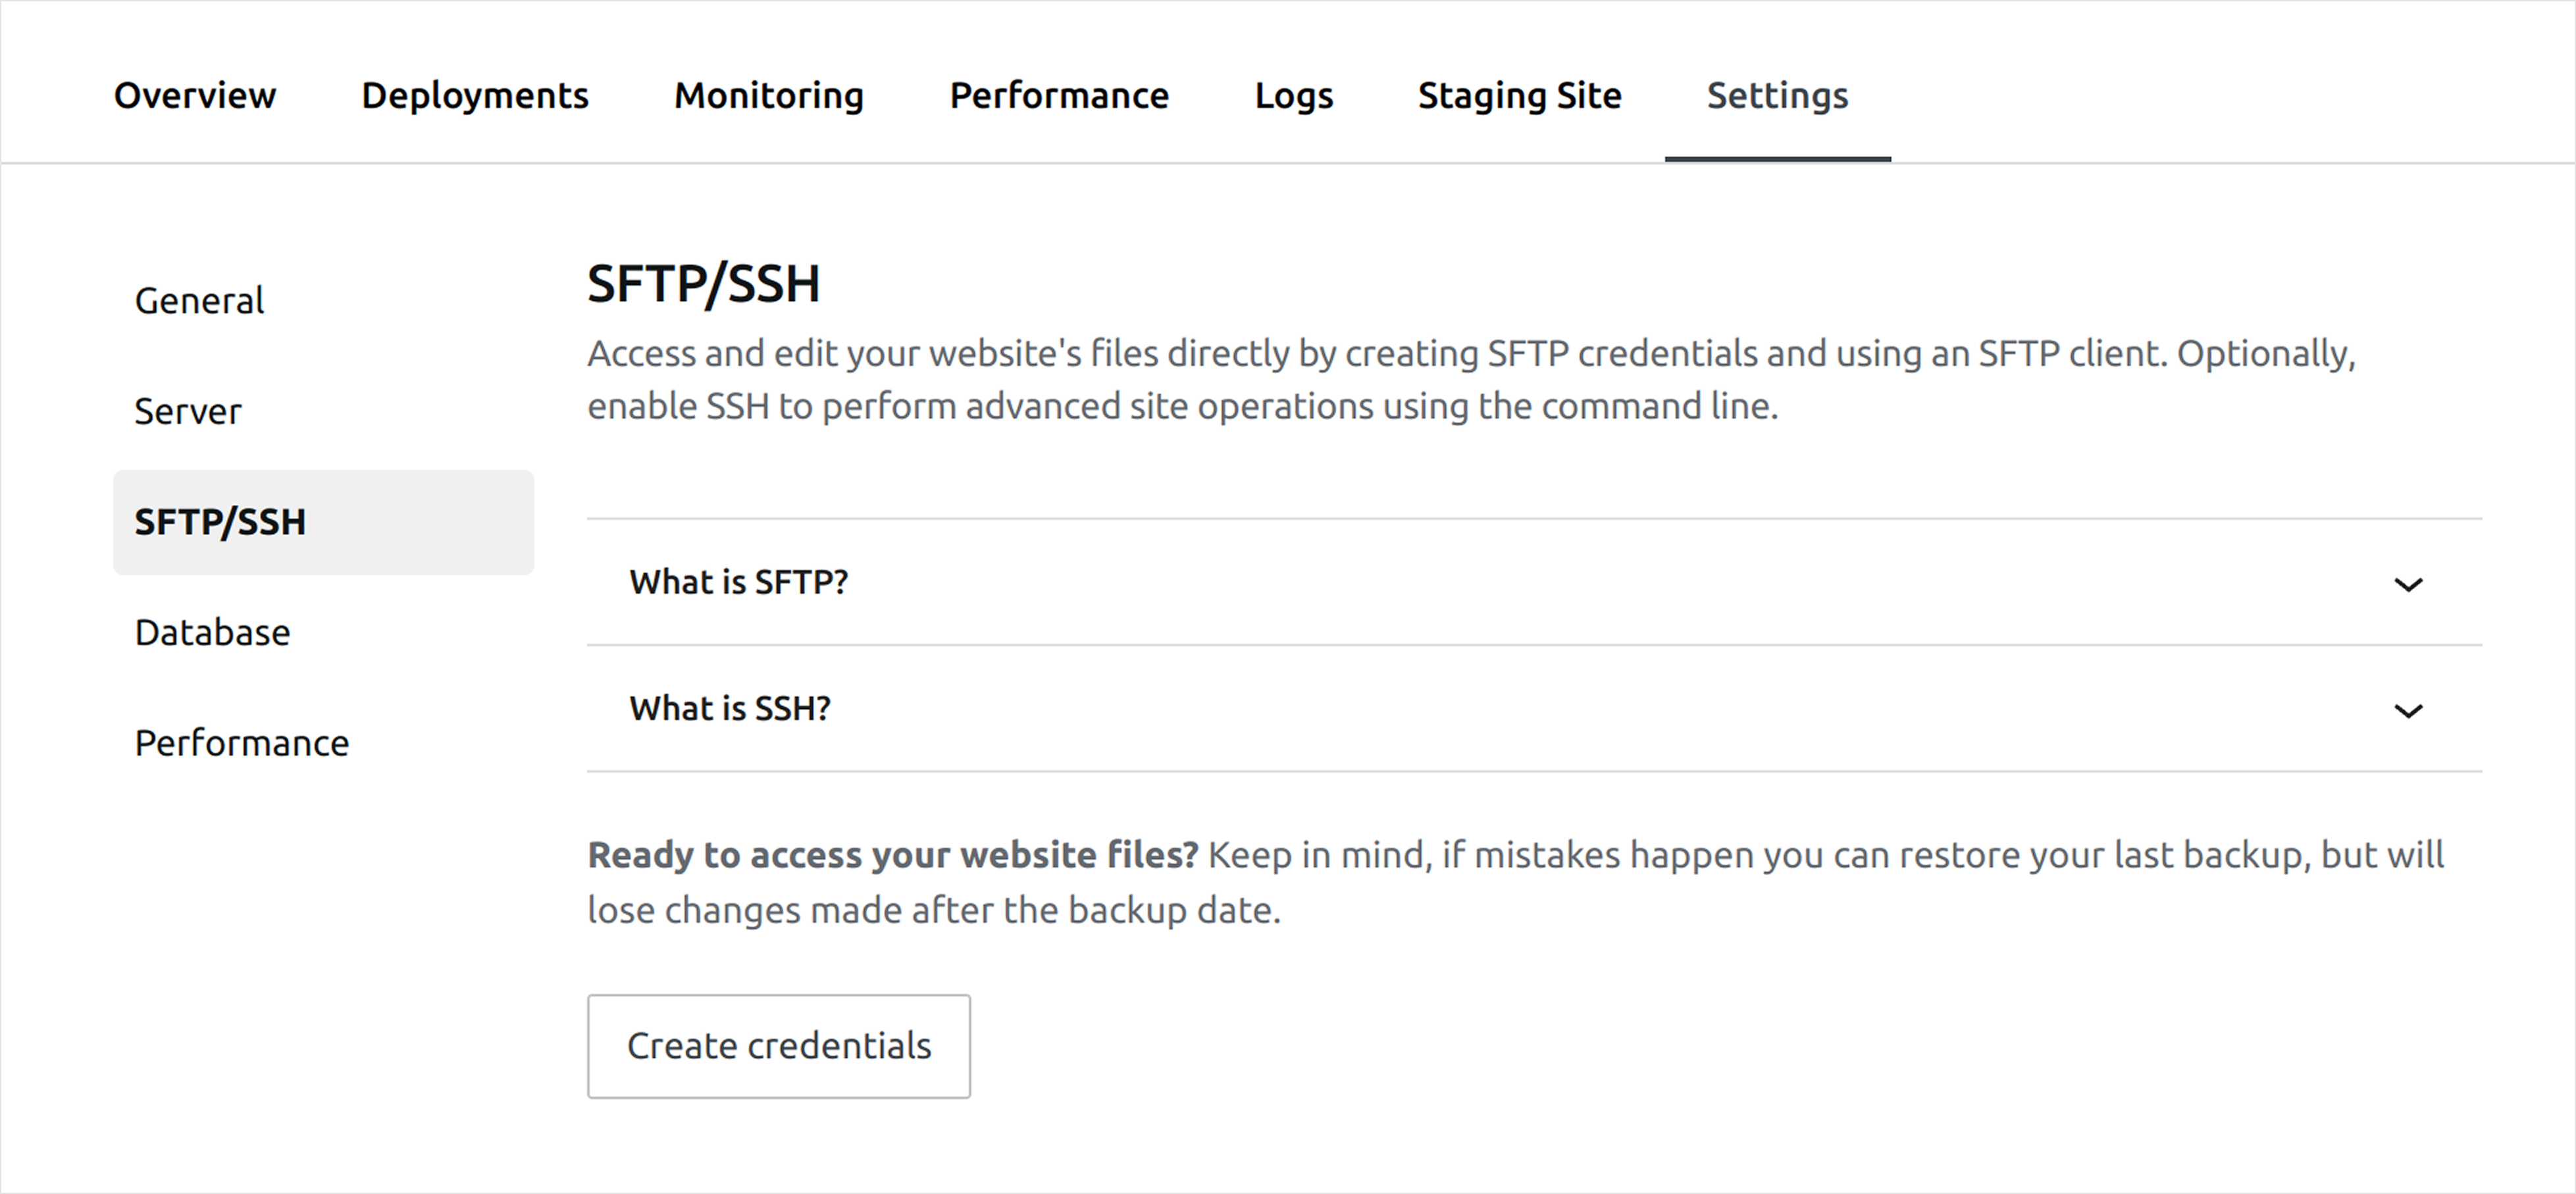 Overview Deployments Monitoring Performance Logs Staging Site Settings
General
Server
SFTP/SSH
Database
Performance
SFTP/SSH
Access and edit your website's files directly by creating SFTP credentials and using an SFTP client. Optionally,
enable SSH to perform advanced site operations using the command line.
What is SFTP?
What is SSH?
Ready to access your website files? Keep in mind, if mistakes happen you can restore your last backup, but will
lose changes made after the backup date.
Create credentials